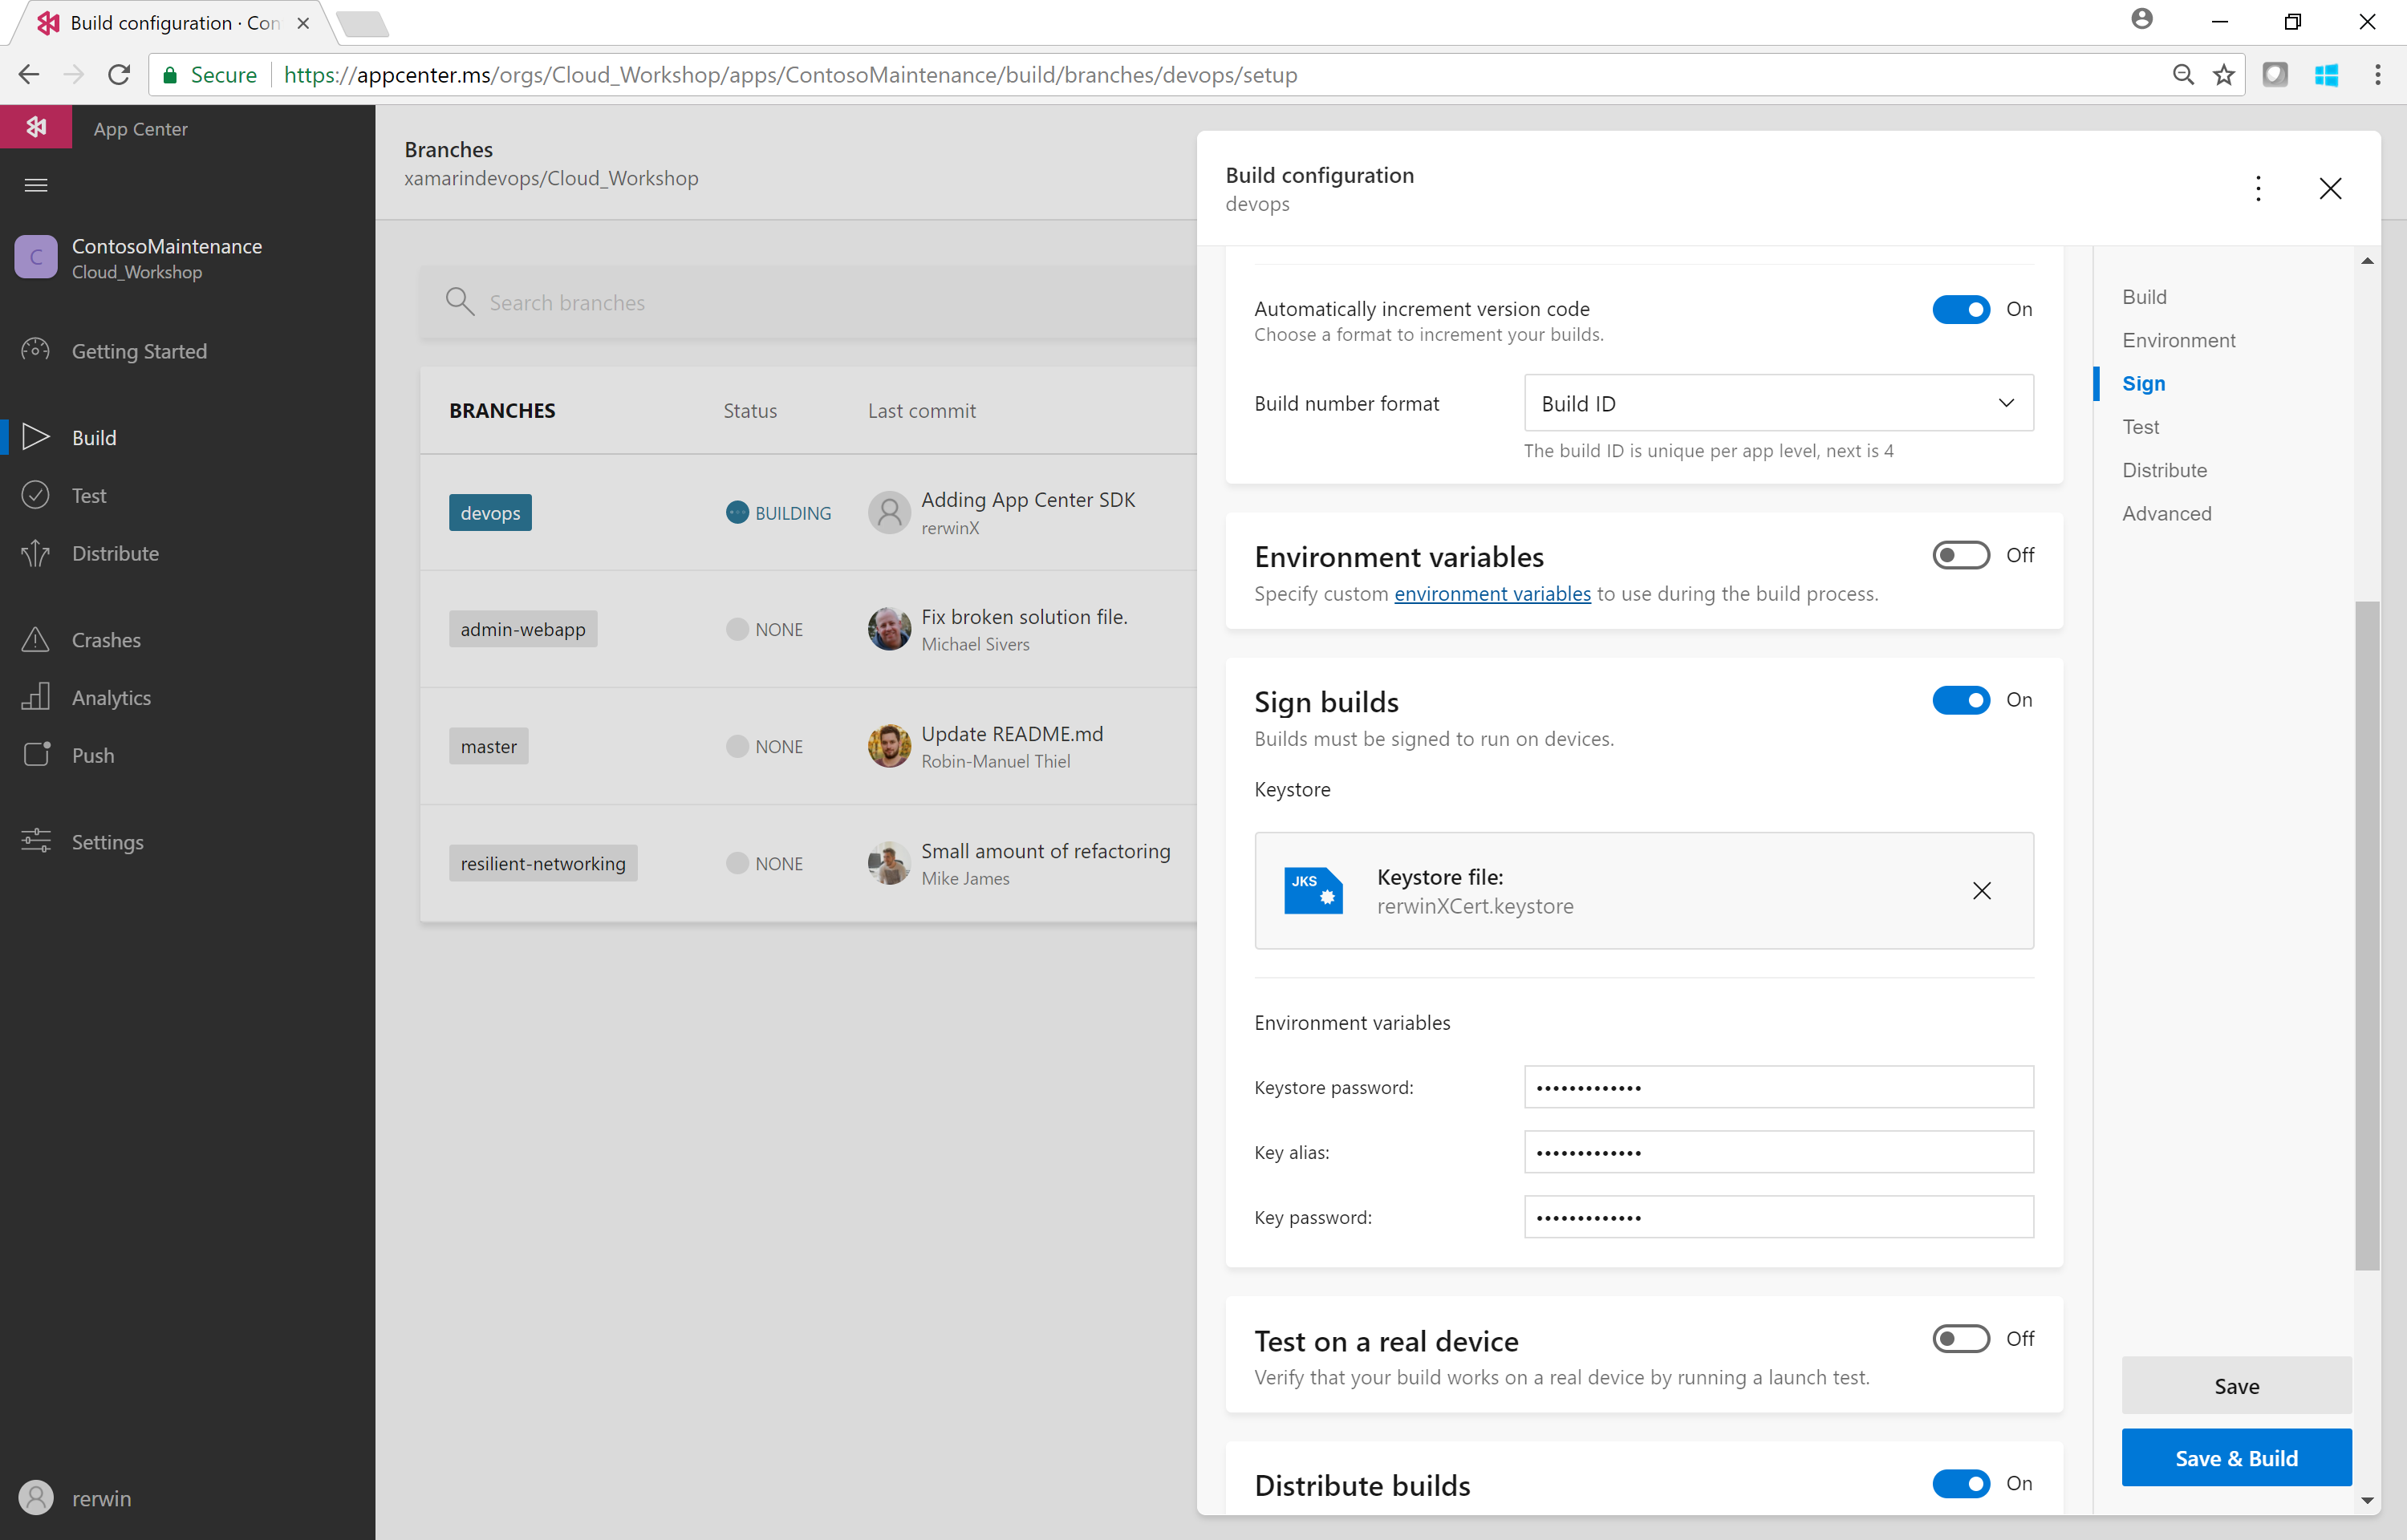 Build configuration · Con
Secure
https://appcenter.ms/orgs/Cloud_Workshop/apps/ContosoMaintenance/build/branches/devops/setup
App Center
C
ContosoMaintenance
Cloud_Workshop
Getting Started
Build
Test
Distribute
Crashes
Analytics
Push
Settings
rerwin
Branches
xamarindevops/Cloud_Workshop
Search branches
BRANCHES Status Last commit
devops BUILDING Adding App Center SDK
rerwinX
admin-webapp NONE Fix broken solution file.
Michael Sivers
master NONE Update README.md
Robin-Manuel Thiel
resilient-networking NONE Small amount of refactoring
Mike James
Build configuration
devops
Automatically increment version code On
Choose a format to increment your builds.
Build number format Build ID
The build ID is unique per app level, next is 4
Environment variables Off
Specify custom environment variables to use during the build process.
Sign builds On
Builds must be signed to run on devices.
Keystore
JKS
Keystore file:
rerwinXCert.keystore
Environment variables
Keystore password: •••••••••••••
Key alias: •••••••••••••
Key password: •••••••••••••
Test on a real device Off
Verify that your build works on a real device by running a launch test.
Distribute builds On
Build
Environment
Sign
Test
Distribute
Advanced
Save
Save & Build